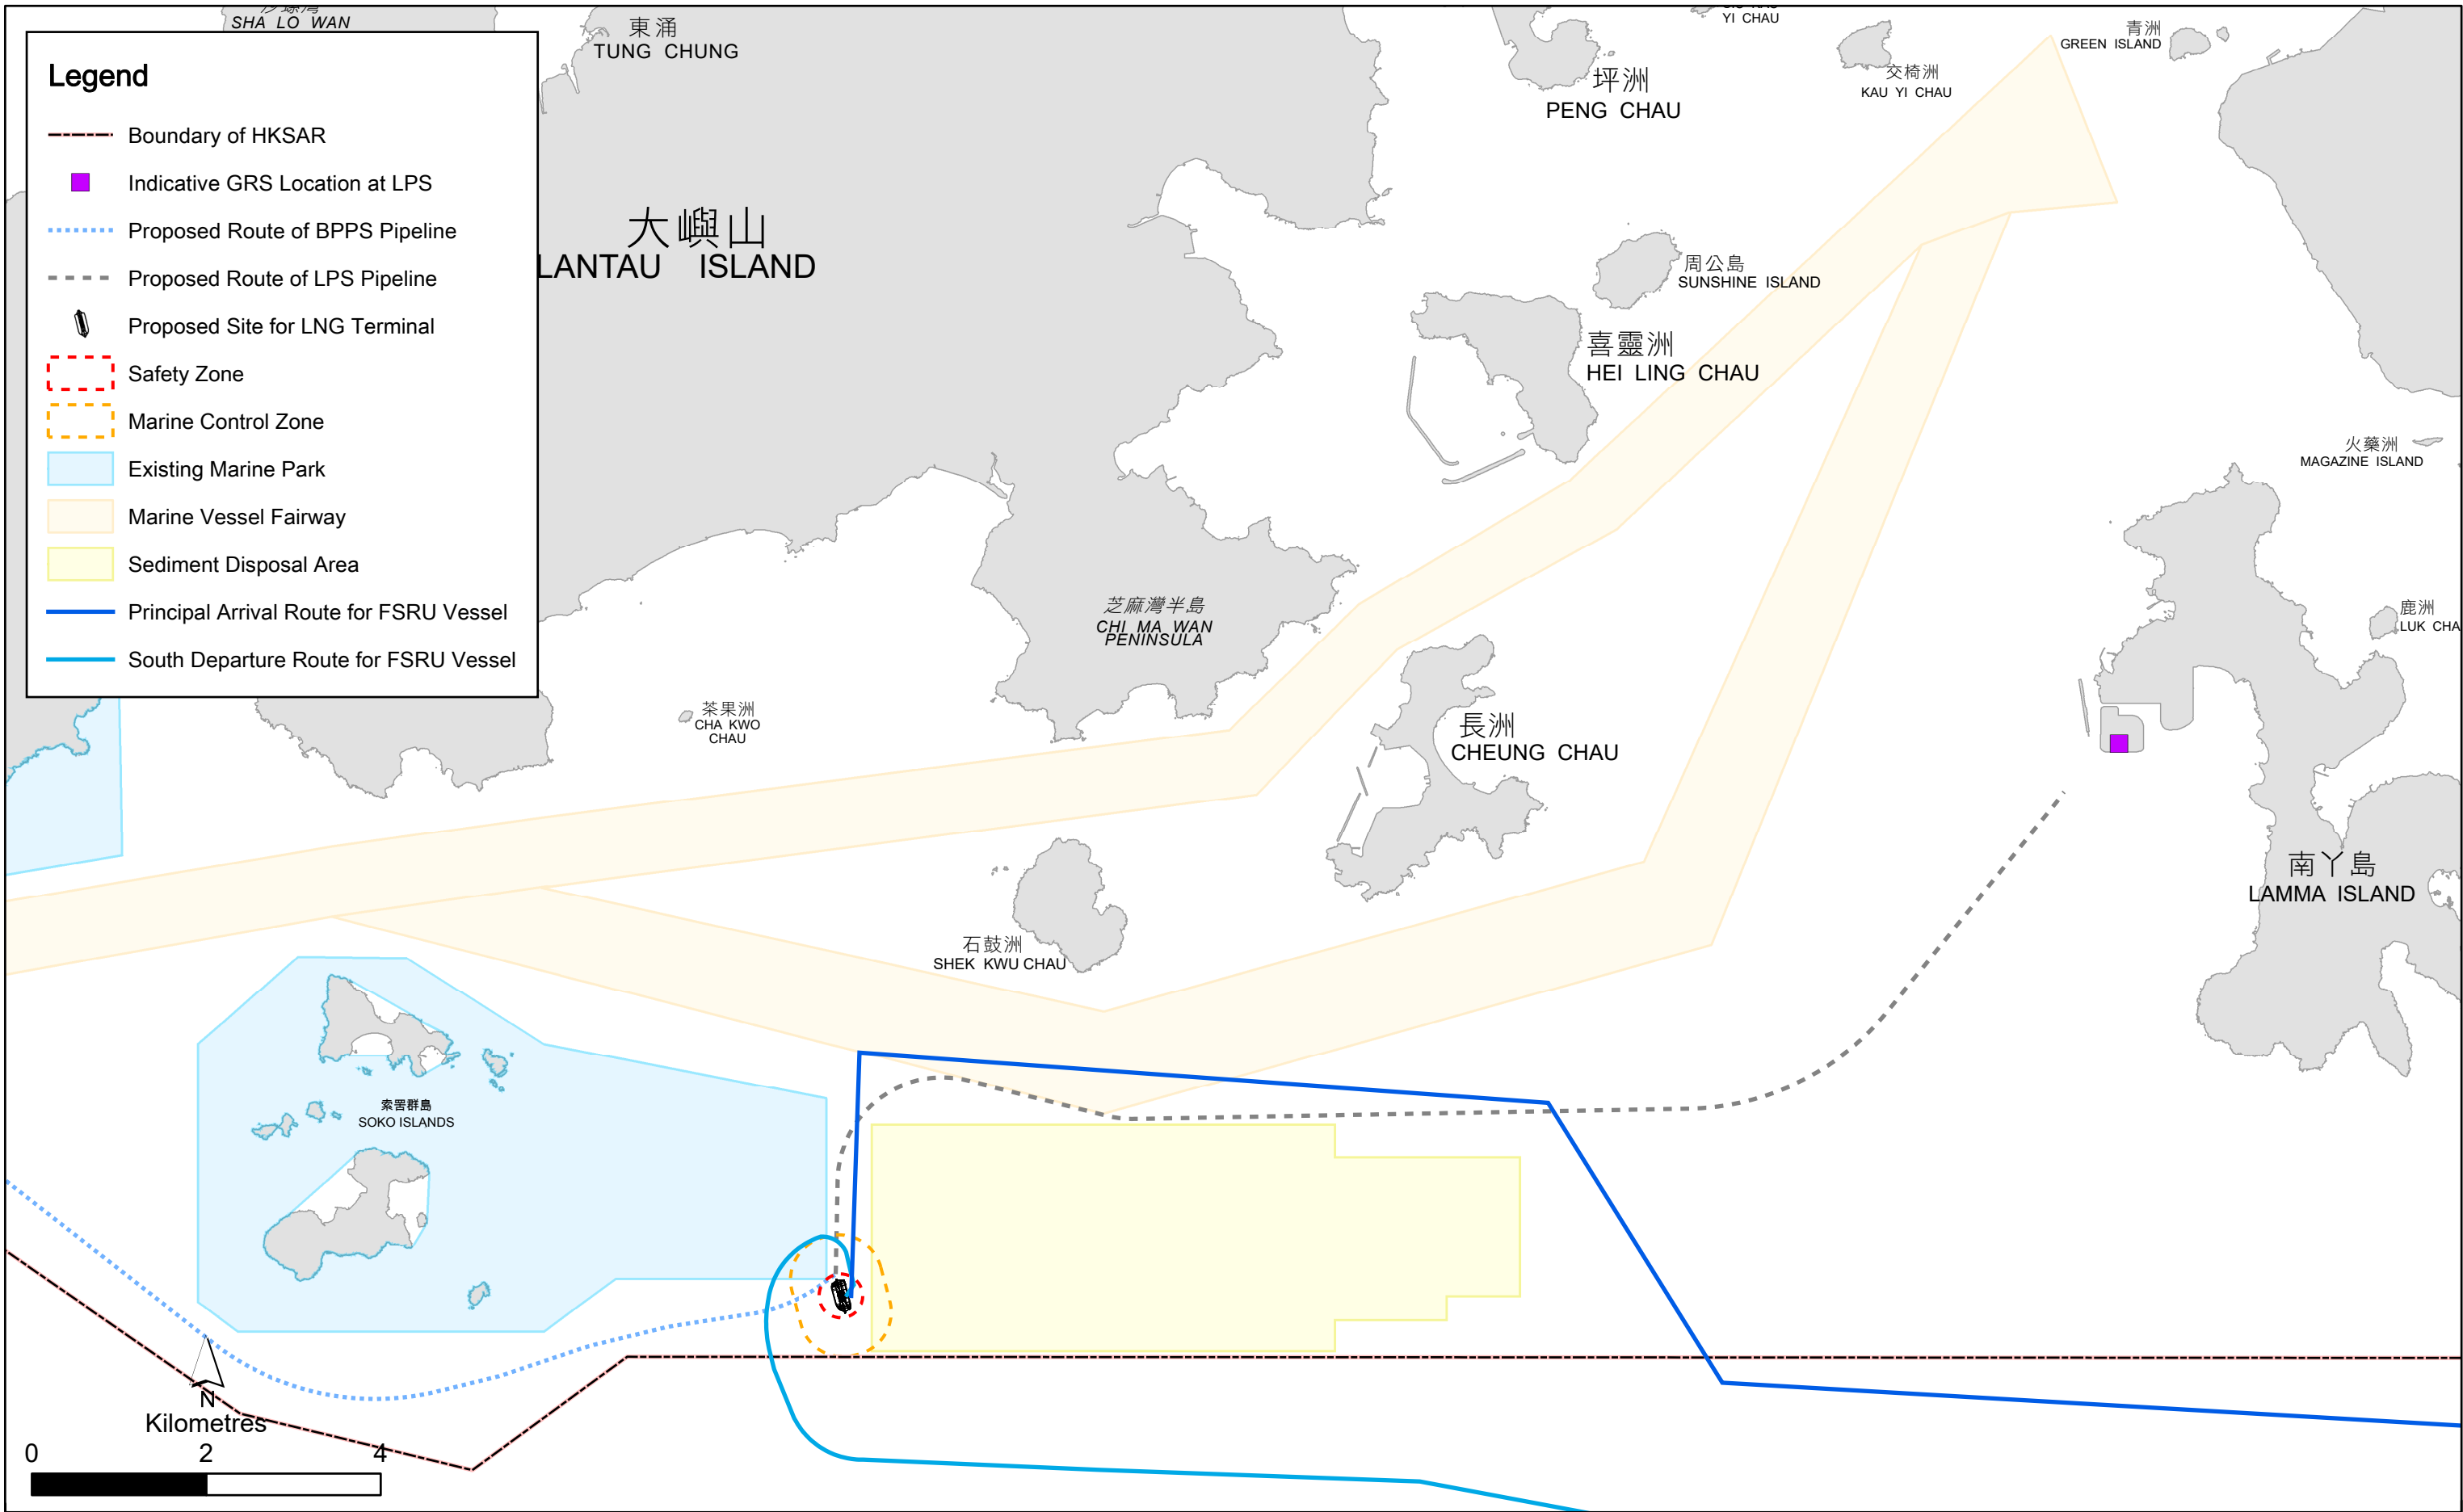 SHA LO WAN
東涌
TUNG CHUNG
坪洲
PENG CHAU
YI CHAU
交椅洲
KAU YI CHAU
青洲
GREEN ISLAND
Legend
Boundary of HKSAR
Indicative GRS Location at LPS
Proposed Route of BPPS Pipeline
Proposed Route of LPS Pipeline
Proposed Site for LNG Terminal
Safety Zone
Marine Control Zone
Existing Marine Park
Marine Vessel Fairway
Sediment Disposal Area
Principal Arrival Route for FSRU Vessel
South Departure Route for FSRU Vessel
大嶼山
LANTAU ISLAND
周公島
SUNSHINE ISLAND
喜靈洲
HEI LING CHAU
火藥洲
MAGAZINE ISLAND
芝麻灣半島
CHI MA WAN
PENINSULA
鹿洲
LUK CHA
茶果洲
CHA KWO
CHAU
長洲
CHEUNG CHAU
南丫島
LAMMA ISLAND
石鼓洲
SHEK KWU CHAU
索罟群島
SOKO ISLANDS
N
Kilometres
0 2 4